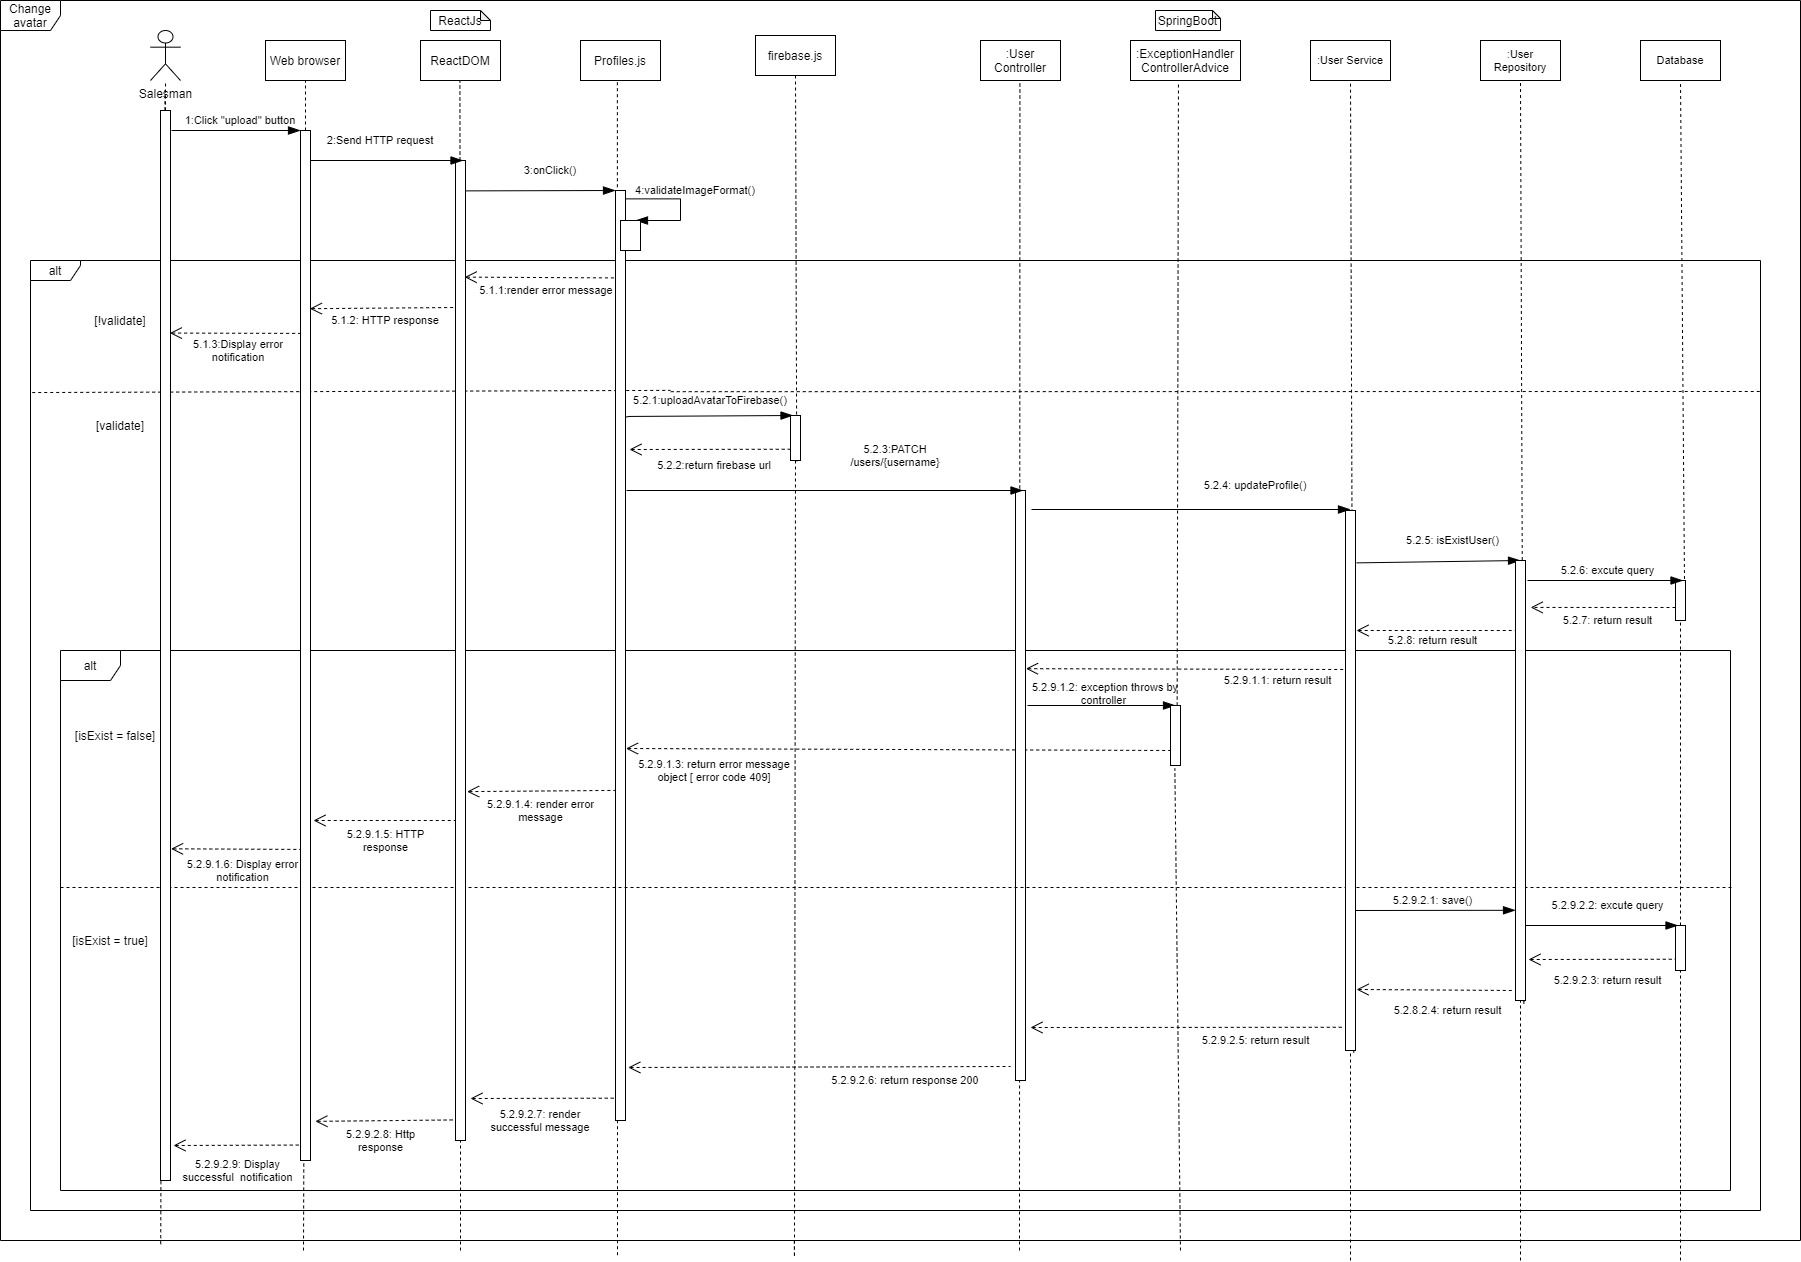 Change
avatar
ReactJs
SpringBoot
Salesman
Web browser
ReactDOM
Profiles.js
firebase.js
:User
Controller
:ExceptionHandler
ControllerAdvice
:User Service
:User
Repository
Database
1:Click "upload" button
2:Send HTTP request
3:onClick()
4:validateImageFormat()
alt
5.1.1:render error message
[!validate]
5.1.2: HTTP response
5.1.3:Display error
notification
[validate]
5.2.1:uploadAvatarToFirebase()
5.2.2:return firebase url
5.2.3:PATCH
/users/{username}
5.2.4: updateProfile()
5.2.5: isExistUser()
5.2.6: excute query
5.2.7: return result
5.2.8: return result
alt
5.2.9.1.1: return result
5.2.9.1.2: exception throws by
controller
[isExist = false]
5.2.9.1.3: return error message
object [ error code 409]
5.2.9.1.4: render error
message
5.2.9.1.5: HTTP
response
5.2.9.1.6: Display error
notification
5.2.9.2.1: save()
5.2.9.2.2: excute query
[isExist = true]
5.2.9.2.3: return result
5.2.8.2.4: return result
5.2.9.2.5: return result
5.2.9.2.6: return response 200
5.2.9.2.7: render
successful message
5.2.9.2.8: Http
response
5.2.9.2.9: Display
successful  notification